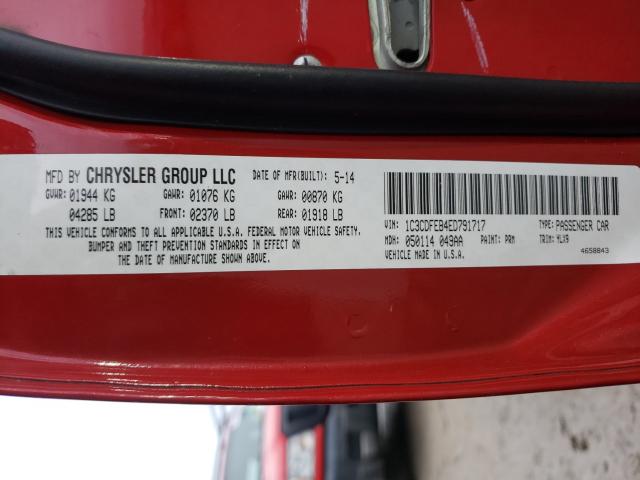 MFD BY CHRYSLER GROUP LLC DATE OF MFR(BUILT): 5-14
GVWR: 01944 KG GAWR: 01076 KG GAWR: 00870 KG
04285 LB FRONT: 02370 LB REAR: 01918 LB
THIS VEHICLE CONFORMS TO ALL APPLICABLE U.S.A. FEDERAL MOTOR VEHICLE SAFETY,
BUMPER AND THEFT PREVENTION STANDARDS IN EFFECT ON
THE DATE OF MANUFACTURE SHOWN ABOVE.
VIN: 1C3CDFEB4ED791717 TYPE: PASSENGER CAR
MDH: 050114 049AA PAINT: PRM TRIM: HLX9
VEHICLE MADE IN U.S.A. 4658843